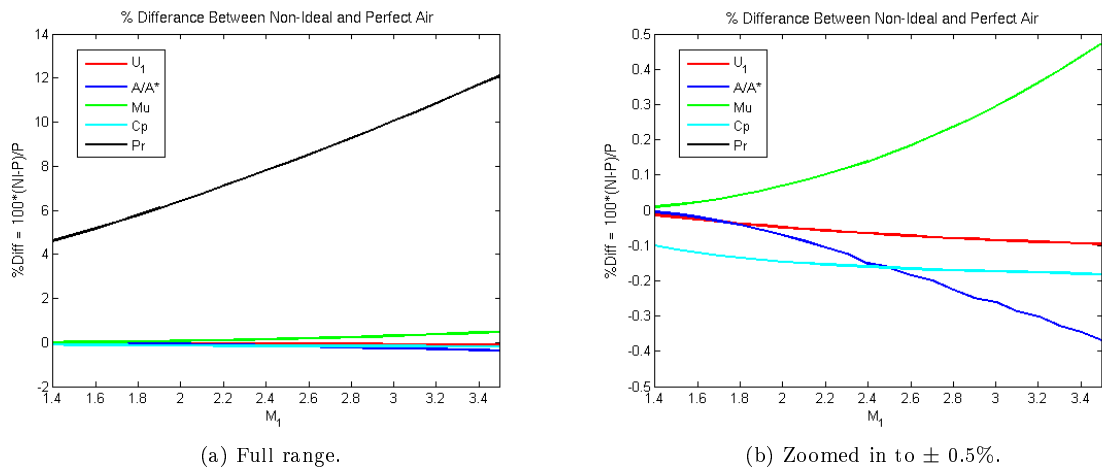 % Differance Between Non-Ideal and Perfect Air
14
12
10
8
6
4
2
0
-2
%Diff = 100*(NI-P)/P
U1
A/A*
Mu
Cp
Pr
1.4 1.6 1.8 2 2.2 2.4 2.6 2.8 3 3.2 3.4
M1
(a) Full range.
% Differance Between Non-Ideal and Perfect Air
0.5
0.4
0.3
0.2
0.1
0
-0.1
-0.2
-0.3
-0.4
-0.5
%Diff = 100*(NI-P)/P
U1
A/A*
Mu
Cp
Pr
1.4 1.6 1.8 2 2.2 2.4 2.6 2.8 3 3.2 3.4
M1
(b) Zoomed in to ± 0.5%.